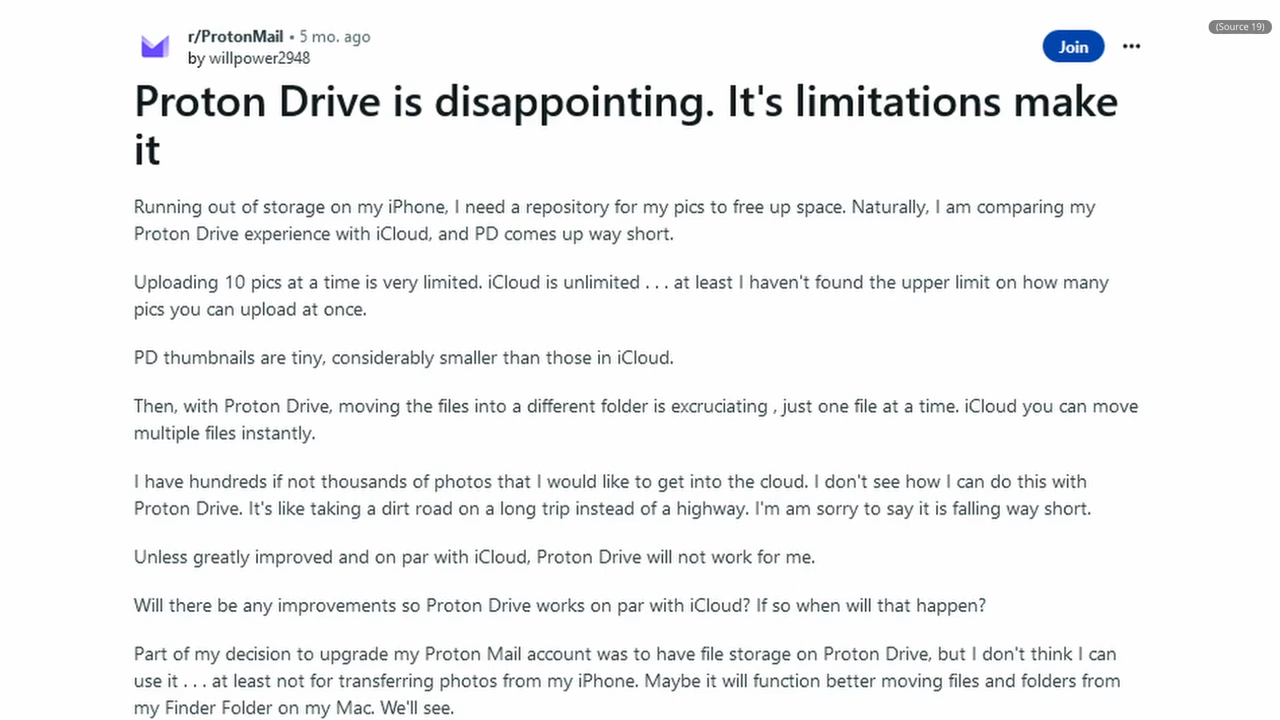 (Source 19)
r/ProtonMail • 5 mo. ago
by willpower2948
Join
Proton Drive is disappointing. It's limitations make
it
Running out of storage on my iPhone, I need a repository for my pics to free up space. Naturally, I am comparing my
Proton Drive experience with iCloud, and PD comes up way short.
Uploading 10 pics at a time is very limited. iCloud is unlimited . . . at least I haven't found the upper limit on how many
pics you can upload at once.
PD thumbnails are tiny, considerably smaller than those in iCloud.
Then, with Proton Drive, moving the files into a different folder is excruciating , just one file at a time. iCloud you can move
multiple files instantly.
I have hundreds if not thousands of photos that I would like to get into the cloud. I don't see how I can do this with
Proton Drive. It's like taking a dirt road on a long trip instead of a highway. I'm am sorry to say it is falling way short.
Unless greatly improved and on par with iCloud, Proton Drive will not work for me.
Will there be any improvements so Proton Drive works on par with iCloud? If so when will that happen?
Part of my decision to upgrade my Proton Mail account was to have file storage on Proton Drive, but I don't think I can
use it . . . at least not for transferring photos from my iPhone. Maybe it will function better moving files and folders from
my Finder Folder on my Mac. We'll see.